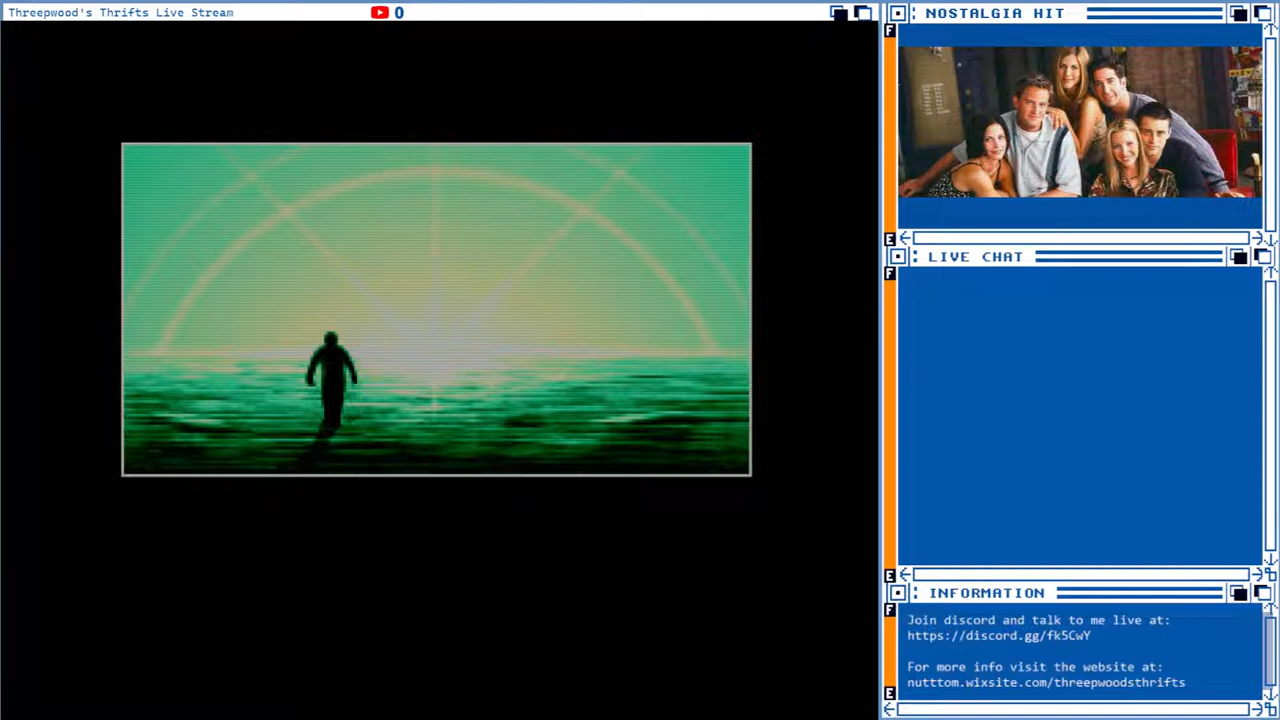 Threepwood's Thrifts Live Stream
0
NOSTALGIA HIT
F
E
LIVE CHAT
F
E
INFORMATION
F
Join discord and talk to me live at:
https://discord.gg/fk5CwY
For more info visit the website at:
nutttom.wixsite.com/threepwoodsthrifts
E